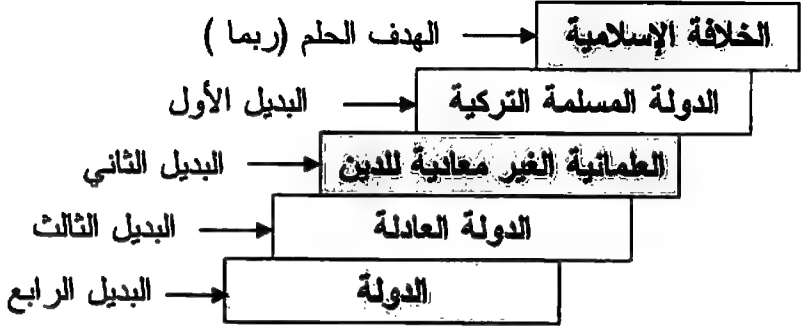 الخلافة الإسلامية ← الهدف الحلم (ربما )
الدولة المسلمة التركية ← البديل الأول
العلمانية الغير معادية للدين ← البديل الثاني
الدولة العادلة ← البديل الثالث
الدولة ← البديل الرابع